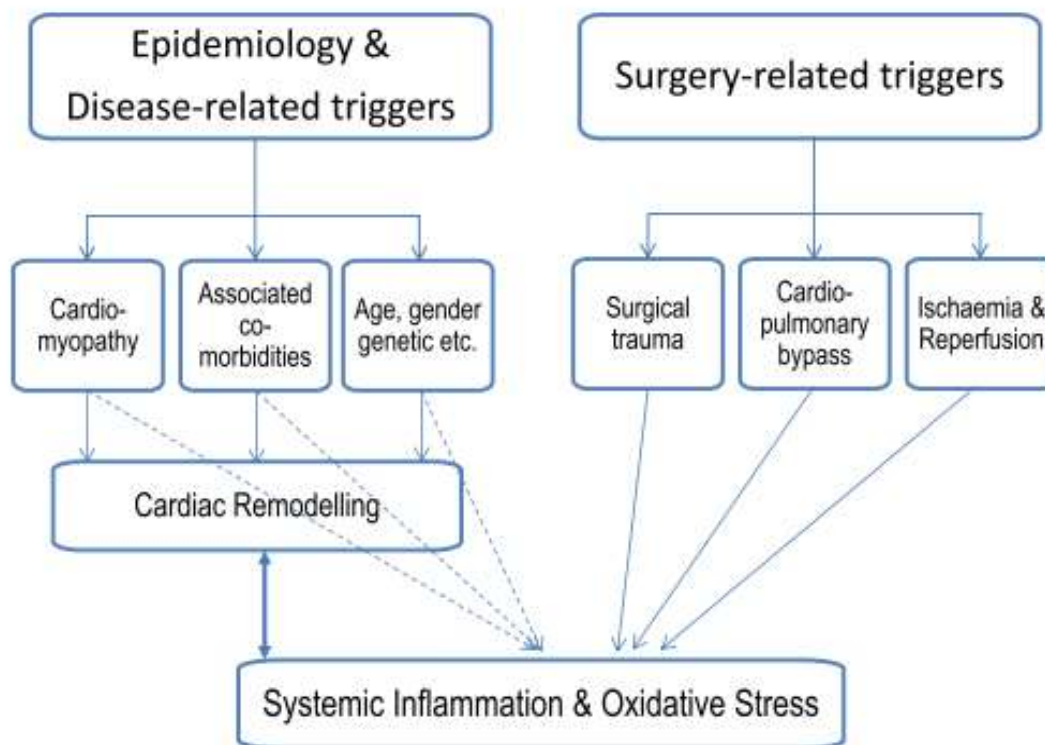 Epidemiology &
Disease-related triggers
Surgery-related triggers
Cardio-
myopathy
Associated
co-
morbidities
Age, gender
genetic etc.
Surgical
trauma
Cardio-
pulmonary
bypass
Ischaemia &
Reperfusion
Cardiac Remodelling
Systemic Inflammation & Oxidative Stress